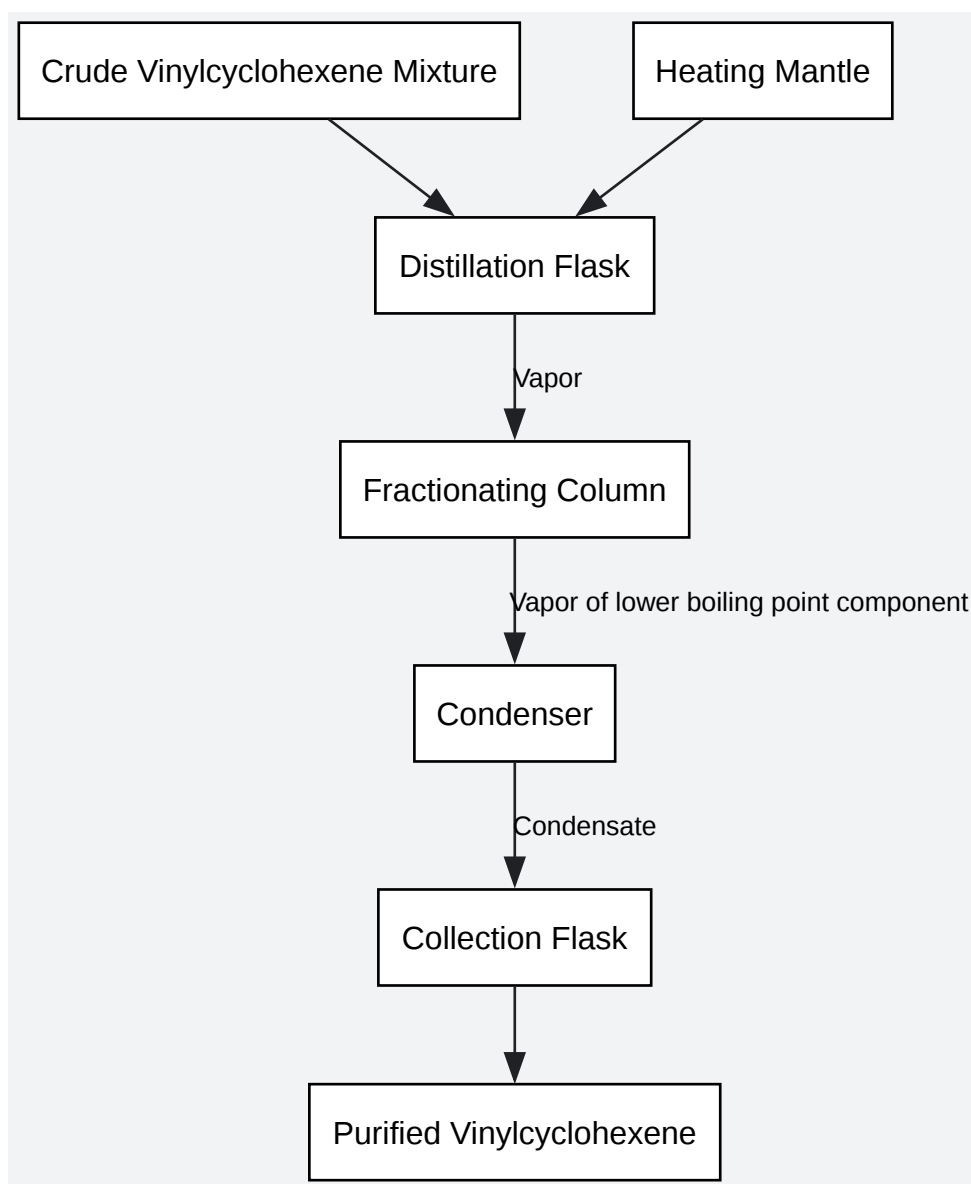 Crude Vinylcyclohexene Mixture
Heating Mantle
Distillation Flask
Vapor
Fractionating Column
Vapor of lower boiling point component
Condenser
Condensate
Collection Flask
Purified Vinylcyclohexene